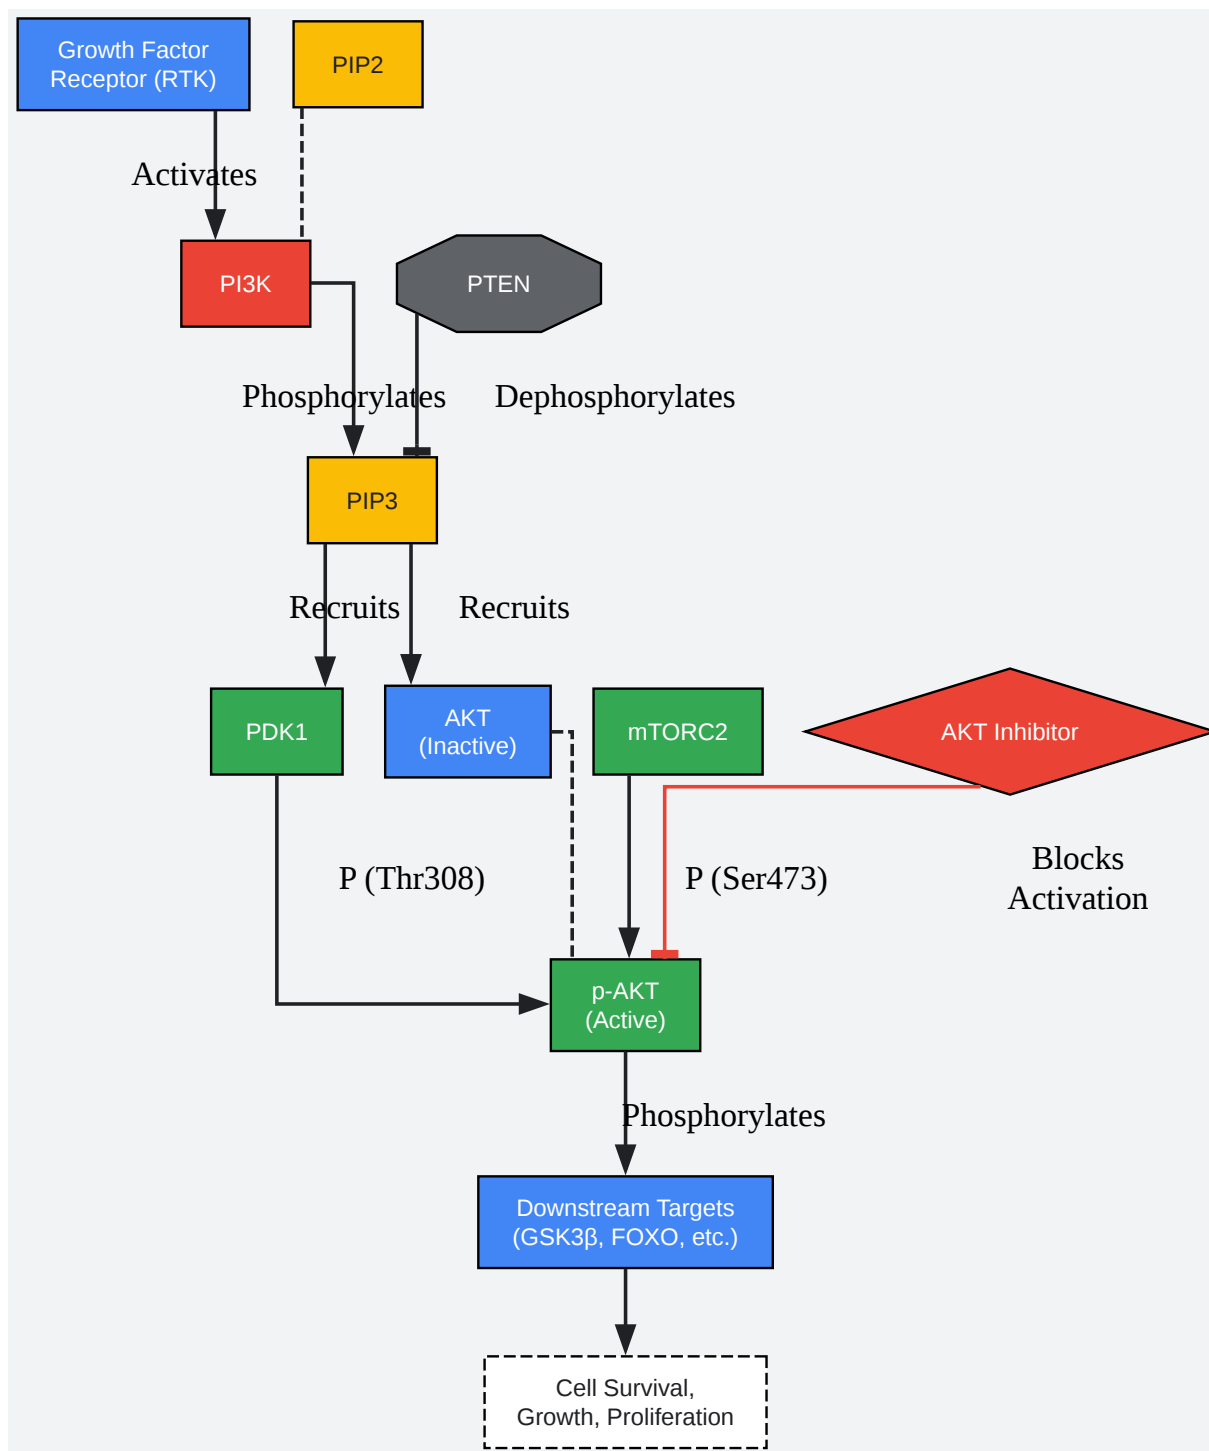 Growth Factor
Receptor (RTK)
PIP2
Activates
PI3K
PTEN
Phosphorylates
Dephosphorylates
PIP3
Recruits
Recruits
PDK1
AKT
(Inactive)
mTORC2
AKT Inhibitor
P (Thr308)
P (Ser473)
Blocks
Activation
p-AKT
(Active)
Phosphorylates
Downstream Targets
(GSK3β, FOXO, etc.)
Cell Survival,
Growth, Proliferation